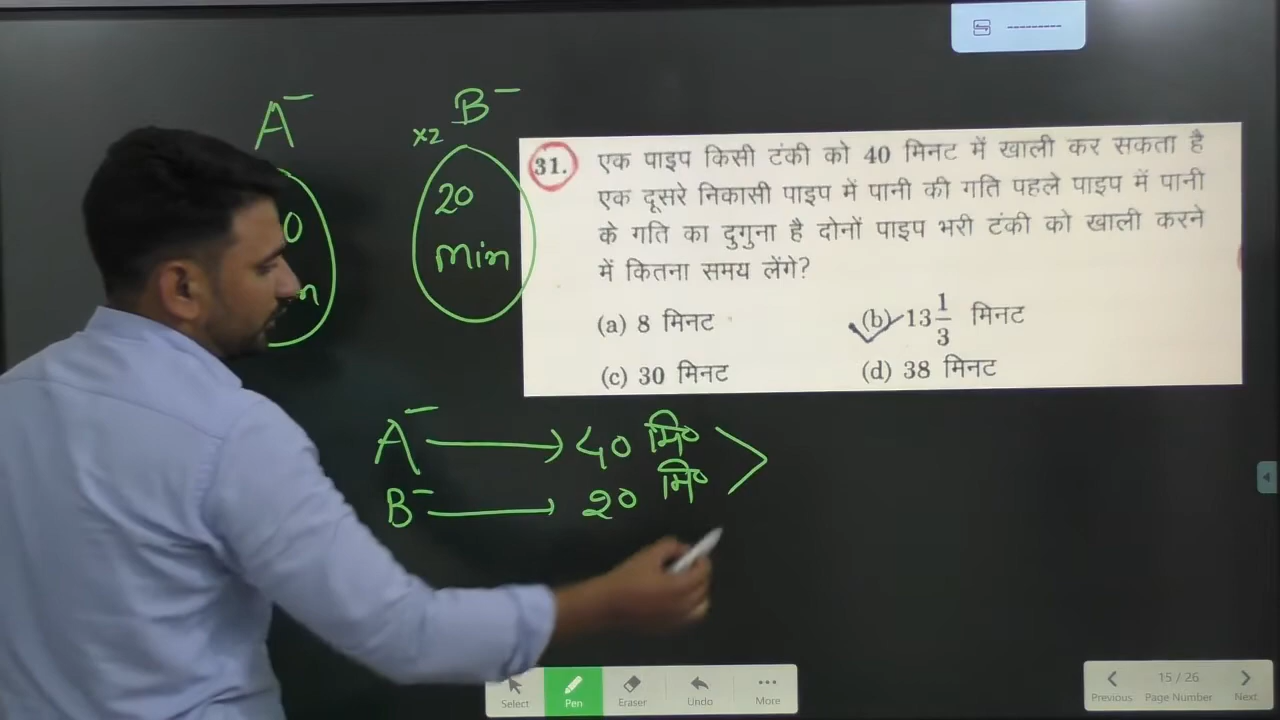 A⁻
B⁻
×2
20
min
31. एक पाइप किसी टंकी को 40 मिनट में खाली कर सकता है
एक दूसरे निकासी पाइप में पानी की गति पहले पाइप में पानी
के गति का दुगुना है दोनों पाइप भरी टंकी को खाली करने
में कितना समय लेंगे?
(a) 8 मिनट (b) 13 1/3 मिनट
(c) 30 मिनट (d) 38 मिनट
A⁻ → 40 मि०
B⁻ → 20 मि०
Select Pen Eraser Undo More
Previous 15 / 26 Page Number Next